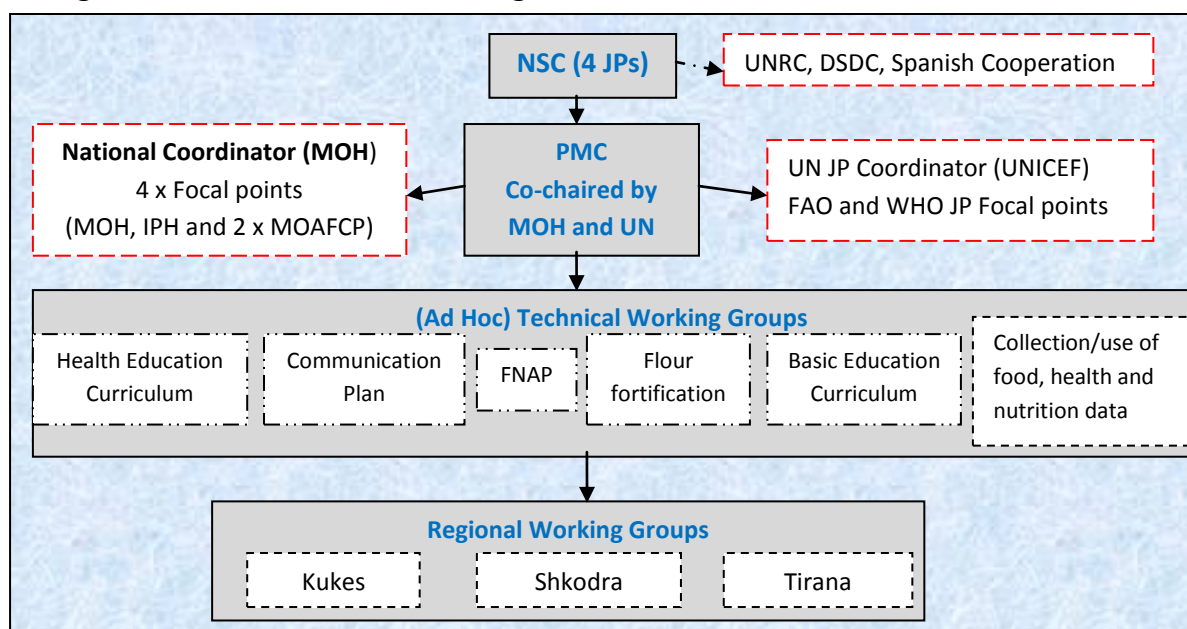 NSC (4 JPs)
UNRC, DSDC, Spanish Cooperation
National Coordinator (MOH)
4 x Focal points
(MOH, IPH and 2 x MOAFCP)
PMC
Co-chaired by
MOH and UN
UN JP Coordinator (UNICEF)
FAO and WHO JP Focal points
(Ad Hoc) Technical Working Groups
Health Education
Curriculum
Communication
Plan
FNAP
Flour
fortification
Basic Education
Curriculum
Collection/use of
food, health and
nutrition data
Regional Working Groups
Kukes
Shkodra
Tirana